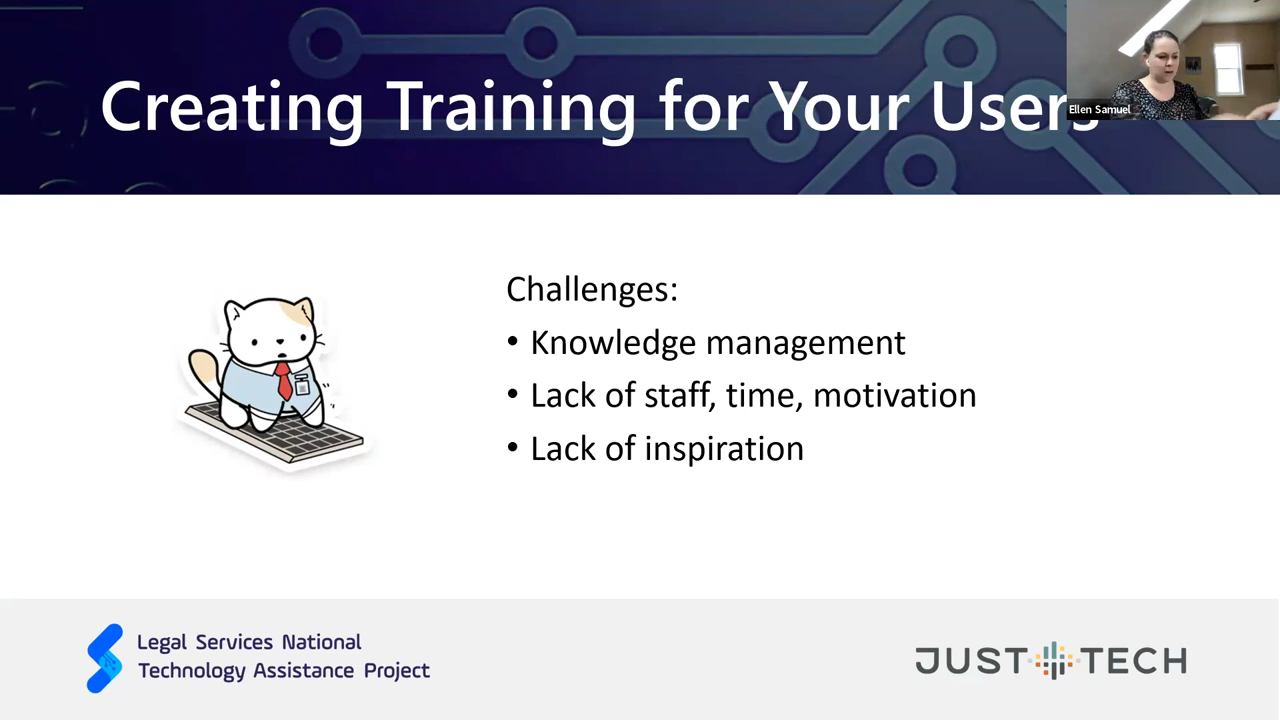 Creating Training for Your Users
Ellen Samuel
Challenges:
• Knowledge management
• Lack of staff, time, motivation
• Lack of inspiration
Legal Services National
Technology Assistance Project
JUST TECH